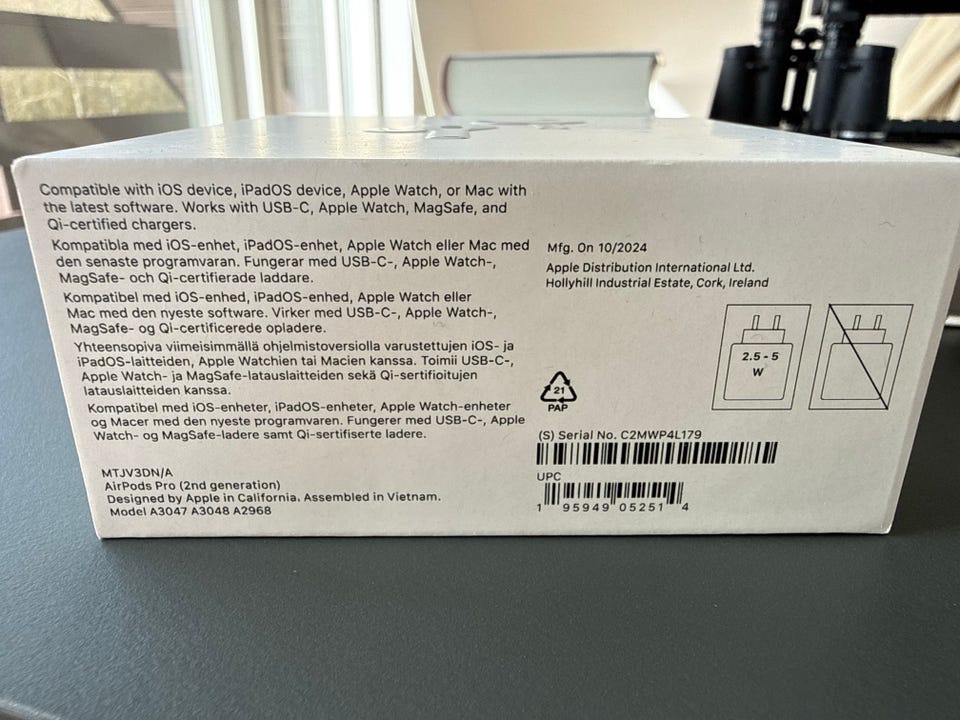 Compatible with iOS device, iPadOS device, Apple Watch, or Mac with
the latest software. Works with USB-C, Apple Watch, MagSafe, and
Qi-certified chargers.
Kompatibla med iOS-enhet, iPadOS-enhet, Apple Watch eller Mac med
den senaste programvaran. Fungerar med USB-C-, Apple Watch-,
MagSafe- och Qi-certifierade laddare.
Kompatibel med iOS-enhed, iPadOS-enhed, Apple Watch eller
Mac med den nyeste software. Virker med USB-C-, Apple Watch-,
MagSafe- og Qi-certificerede opladere.
Yhteensopiva viimeisimmällä ohjelmistoversiolla varustettujen iOS- ja
iPadOS-laitteiden, Apple Watchien tai Macien kanssa. Toimii USB-C-,
Apple Watch- ja MagSafe-latauslaitteiden sekä Qi-sertifioitujen
latauslaitteiden kanssa.
Kompatibel med iOS-enheter, iPadOS-enheter, Apple Watch-enheter
og Macer med den nyeste programvaren. Fungerer med USB-C-, Apple
Watch- og MagSafe-ladere samt Qi-sertifiserte ladere.
MTJV3DN/A
AirPods Pro (2nd generation)
Designed by Apple in California. Assembled in Vietnam.
Model A3047 A3048 A2968
Mfg. On 10/2024
Apple Distribution International Ltd.
Hollyhill Industrial Estate, Cork, Ireland
2.5 - 5
W
21
PAP
(S) Serial No. C2MWP4L179
UPC
1 95949 05251 4